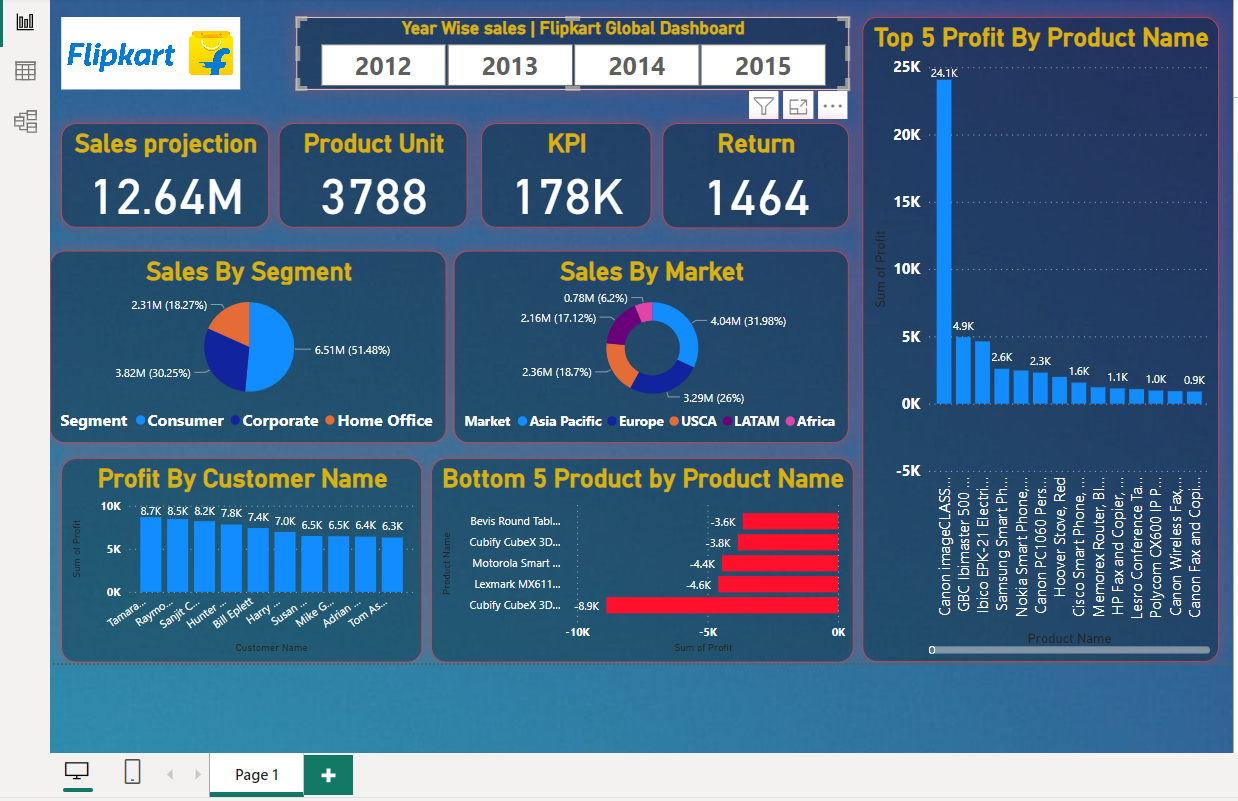 Flipkart
Year Wise sales | Flipkart Global Dashboard
2012 2013 2014 2015
Sales projection
12.64M
Product Unit
3788
KPI
178K
Return
1464
Sales By Segment
2.31M (18.27%)
6.51M (51.48%)
3.82M (30.25%)
Segment Consumer Corporate Home Office
Sales By Market
0.78M (6.2%)
2.16M (17.12%)
4.04M (31.98%)
2.36M (18.7%)
3.29M (26%)
Market Asia Pacific Europe USCA LATAM Africa
Profit By Customer Name
Sum of Profit
10K
5K
0K
8.7K 8.5K 8.2K 7.8K 7.4K 7.0K 6.5K 6.5K 6.4K 6.3K
Tamara...
Raymo...
Sanjit C...
Hunter ...
Bill Eplett
Harry ...
Susan ...
Mike G...
Adrian ...
Tom As...
Customer Name
Bottom 5 Product by Product Name
Product Name
Bevis Round Tabl... -3.6K
Cubify CubeX 3D... -3.8K
Motorola Smart ... -4.4K
Lexmark MX611... -4.6K
Cubify CubeX 3D... -8.9K
-10K -5K 0K
Sum of Profit
Top 5 Profit By Product Name
Sum of Profit
25K
20K
15K
10K
5K
0K
-5K
24.1K
4.9K
2.6K
2.3K
1.6K
1.1K
1.0K
0.9K
Canon imageCLASS...
GBC Ibimaster 500 ...
Ibico EPK-21 Electri...
Samsung Smart Ph...
Nokia Smart Phone,...
Canon PC1060 Pers...
Hoover Stove, Red
Cisco Smart Phone, ...
Memorex Router, Bl...
HP Fax and Copier, ...
Lesro Conference Ta...
Polycom CX600 IP P...
Canon Wireless Fax,...
Canon Fax and Copi...
Product Name
Page 1